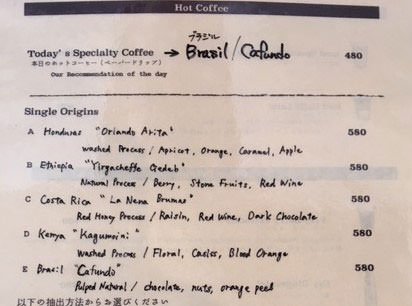 Hot Coffee
ブラジル
Today's Specialty Coffee → Brasil / Cafundo 480
本日のホットコーヒー (ペーパードリップ)
Our Recommendation of the day
Single Origins
A Honduras "Orlando Arita" 580
Washed Process / Apricot, Orange, Caramel, Apple
B Ethiopia "Yirgacheffe Gedeb" 580
Natural Process / Berry, Stone Fruits, Red Wine
C Costa Rica "La Nena Brumas" 580
Red Honey Process / Raisin, Red Wine, Dark Chocolate
D Kenya "Kagumoini" 580
Washed Process / Floral, Cassis, Blood Orange
E Brasil "Cafundo" 580
Pulped Natural / chocolate, nuts, orange peel
以下の抽出方法からお選びください